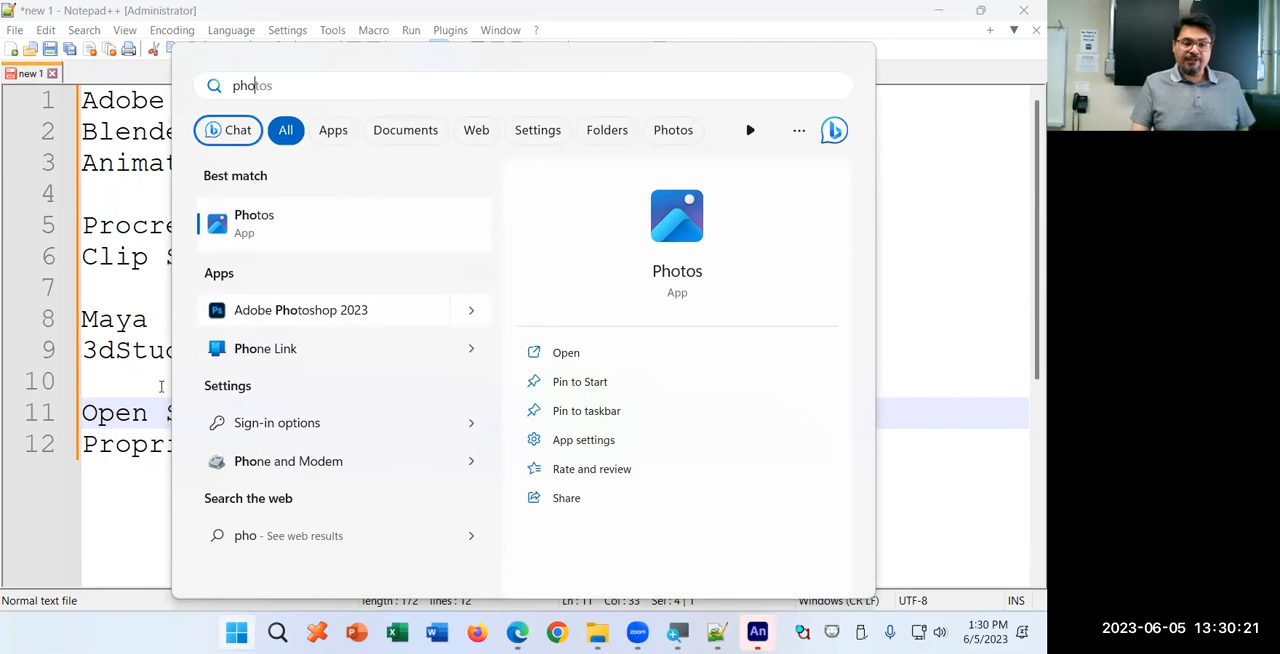 *new 1 - Notepad++ [Administrator]
File Edit Search View Encoding Language Settings Tools Macro Run Plugins Window ?
new 1
photos
Chat All Apps Documents Web Settings Folders Photos
1 Adobe
2
3
4
5
6 Clip
7
8 Maya
9
10
11 Open
12
Best match
Photos
App
Apps
Adobe Photoshop 2023
Phone Link
Settings
Sign-in options
Phone and Modem
Search the web
pho - See web results
Photos
App
Open
Pin to Start
Pin to taskbar
App settings
Rate and review
Share
Normal text file length : 172 lines : 12 Ln : 11 Col : 33 Sel : 4 | 1 Windows (CR LF) UTF-8 INS
zoom
An
1:30 PM
6/5/2023
2023-06-05 13:30:21